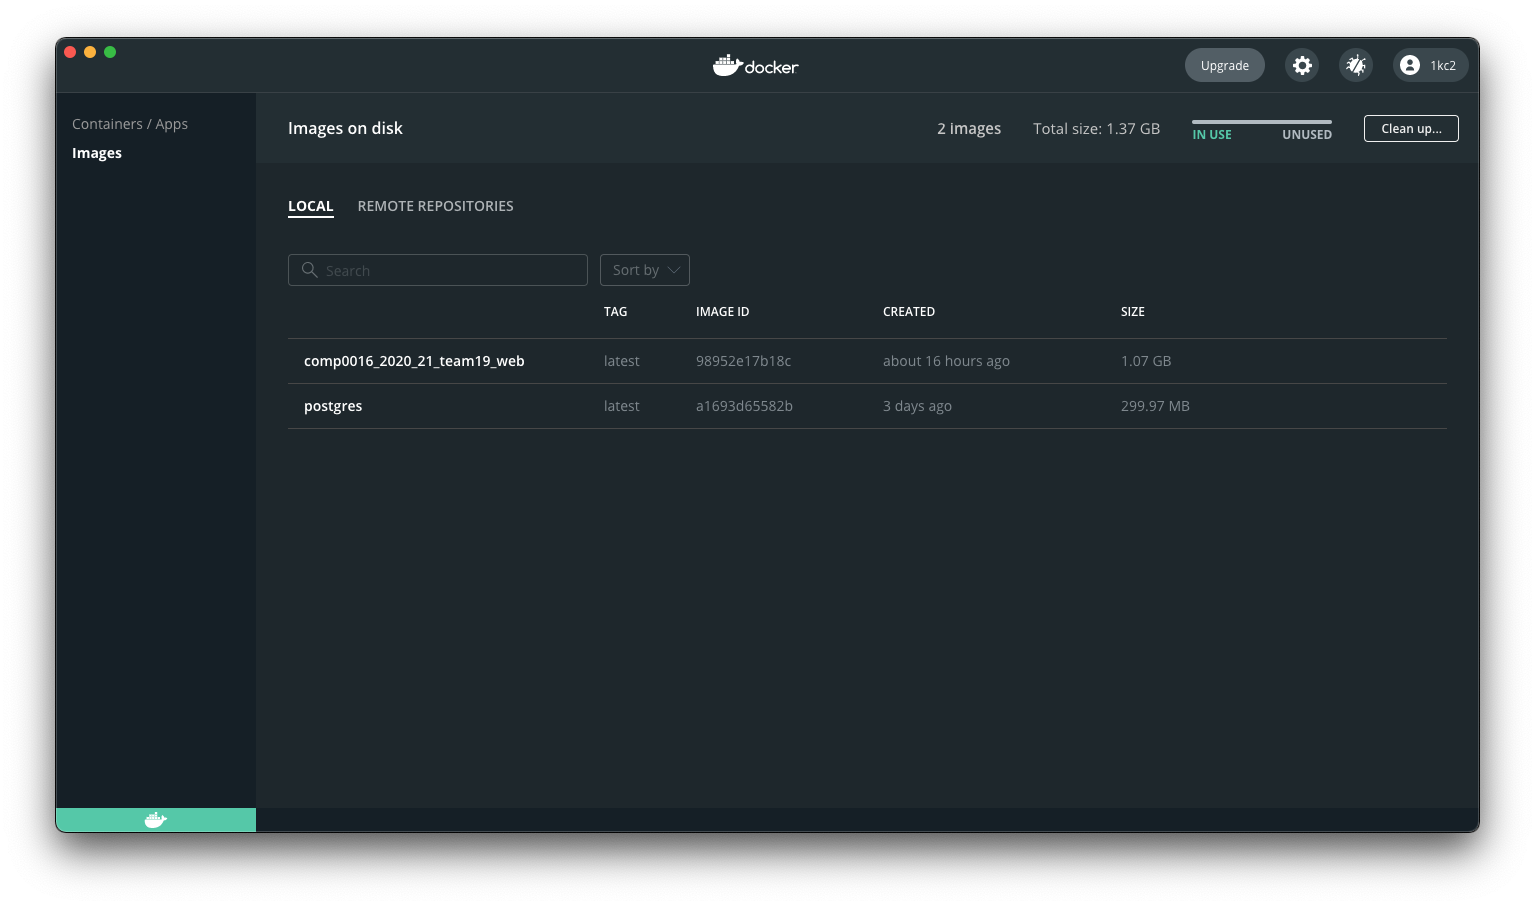 docker
Upgrade
1kc2
Containers / Apps
Images
Images on disk
2 images
Total size: 1.37 GB
IN USE
UNUSED
Clean up...
LOCAL
REMOTE REPOSITORIES
Search
Sort by
TAG
IMAGE ID
CREATED
SIZE
comp0016_2020_21_team19_web latest 98952e17b18c about 16 hours ago 1.07 GB
postgres latest a1693d65582b 3 days ago 299.97 MB